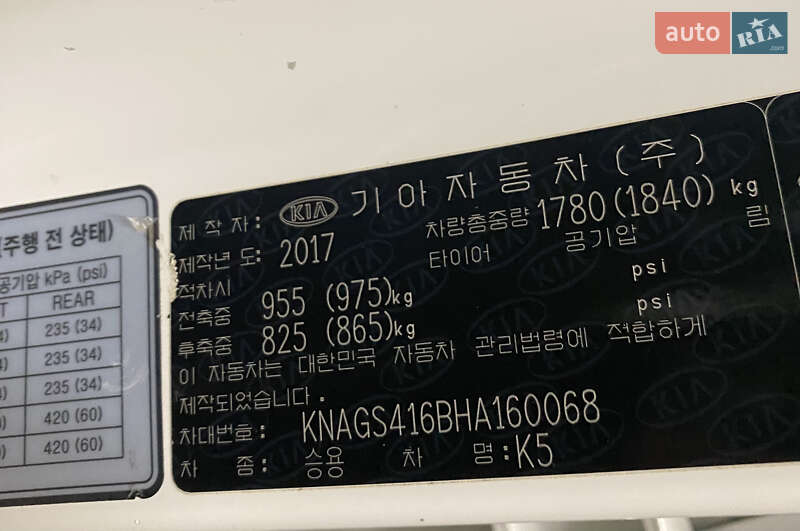 auto RIA .com
(주행 전 상태)
공기압 kPa (psi)
REAR
235 (34)
235 (34)
235 (34)
420 (60)
420 (60)
제작자: KIA 기아자동차(주)
제작년도: 2017 차량총중량 1780(1840) kg
적차시 타이어 공기압 림
전축중 955 (975)kg psi
후축중 825 (865)kg psi
이 자동차는 대한민국 자동차 관리법령에 적합하게
제작되었습니다.
차대번호: KNAGS416BHA160068
차 종: 승용 차 명: K5